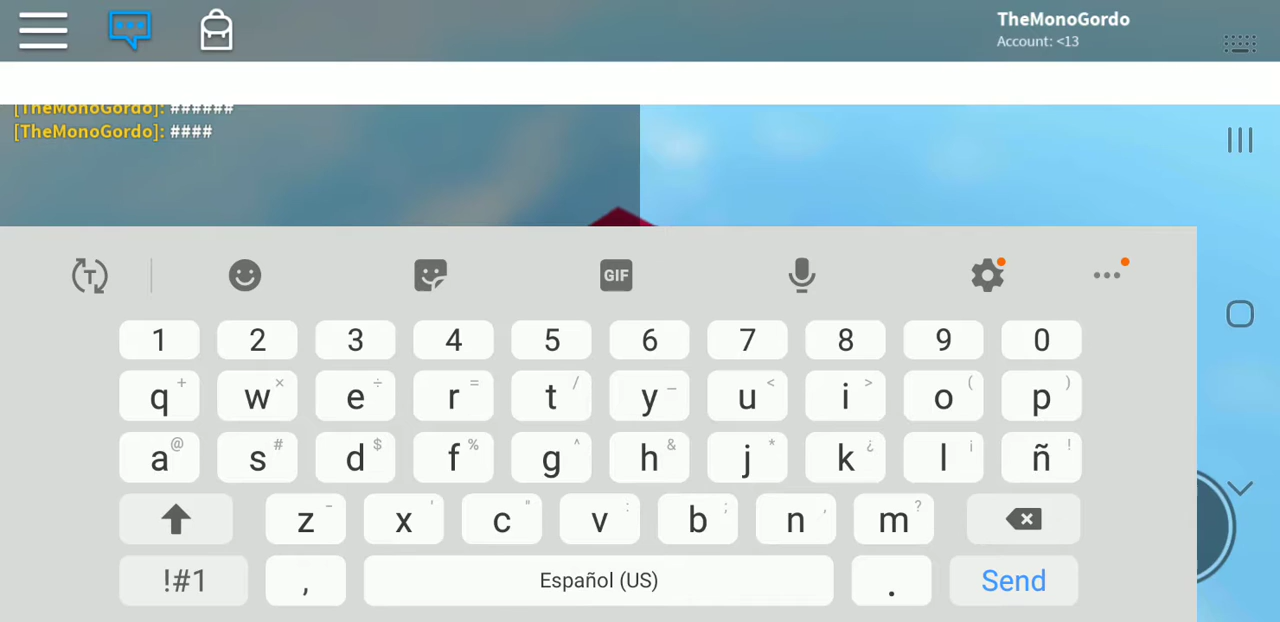 TheMonoGordo
Account: <13
[TheMonoGordo]: ######
[TheMonoGordo]: ####
T
GIF
1 2 3 4 5 6 7 8 9 0
q + w × e ÷ r = t / y _ u < i > o ( p )
a @ s # d $ f % g ^ h & j * k ¿ l ¡ ñ !
z - x ' c " v : b ; n , m ?
!#1 , Español (US) . Send